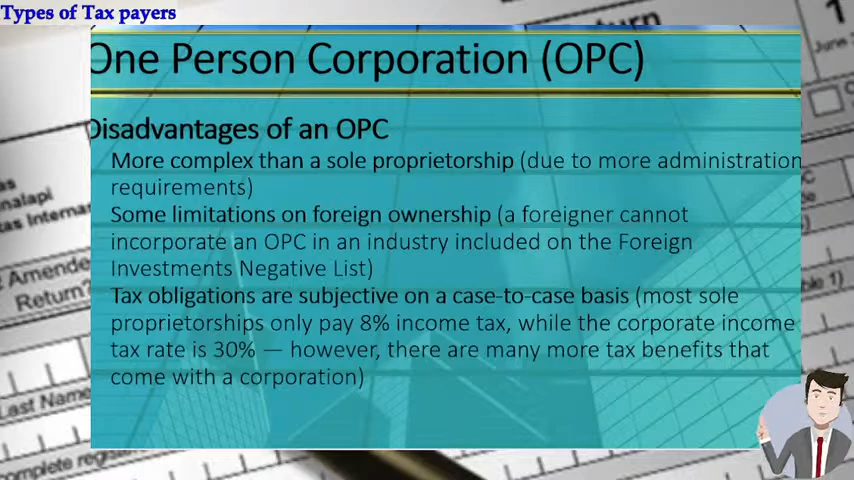 Types of Tax payers
One Person Corporation (OPC)
Disadvantages of an OPC
More complex than a sole proprietorship (due to more administration
requirements)
Some limitations on foreign ownership (a foreigner cannot
incorporate an OPC in an industry included on the Foreign
Investments Negative List)
Tax obligations are subjective on a case-to-case basis (most sole
proprietorships only pay 8% income tax, while the corporate income
tax rate is 30% — however, there are many more tax benefits that
come with a corporation)
Amende
Return?
Last Name